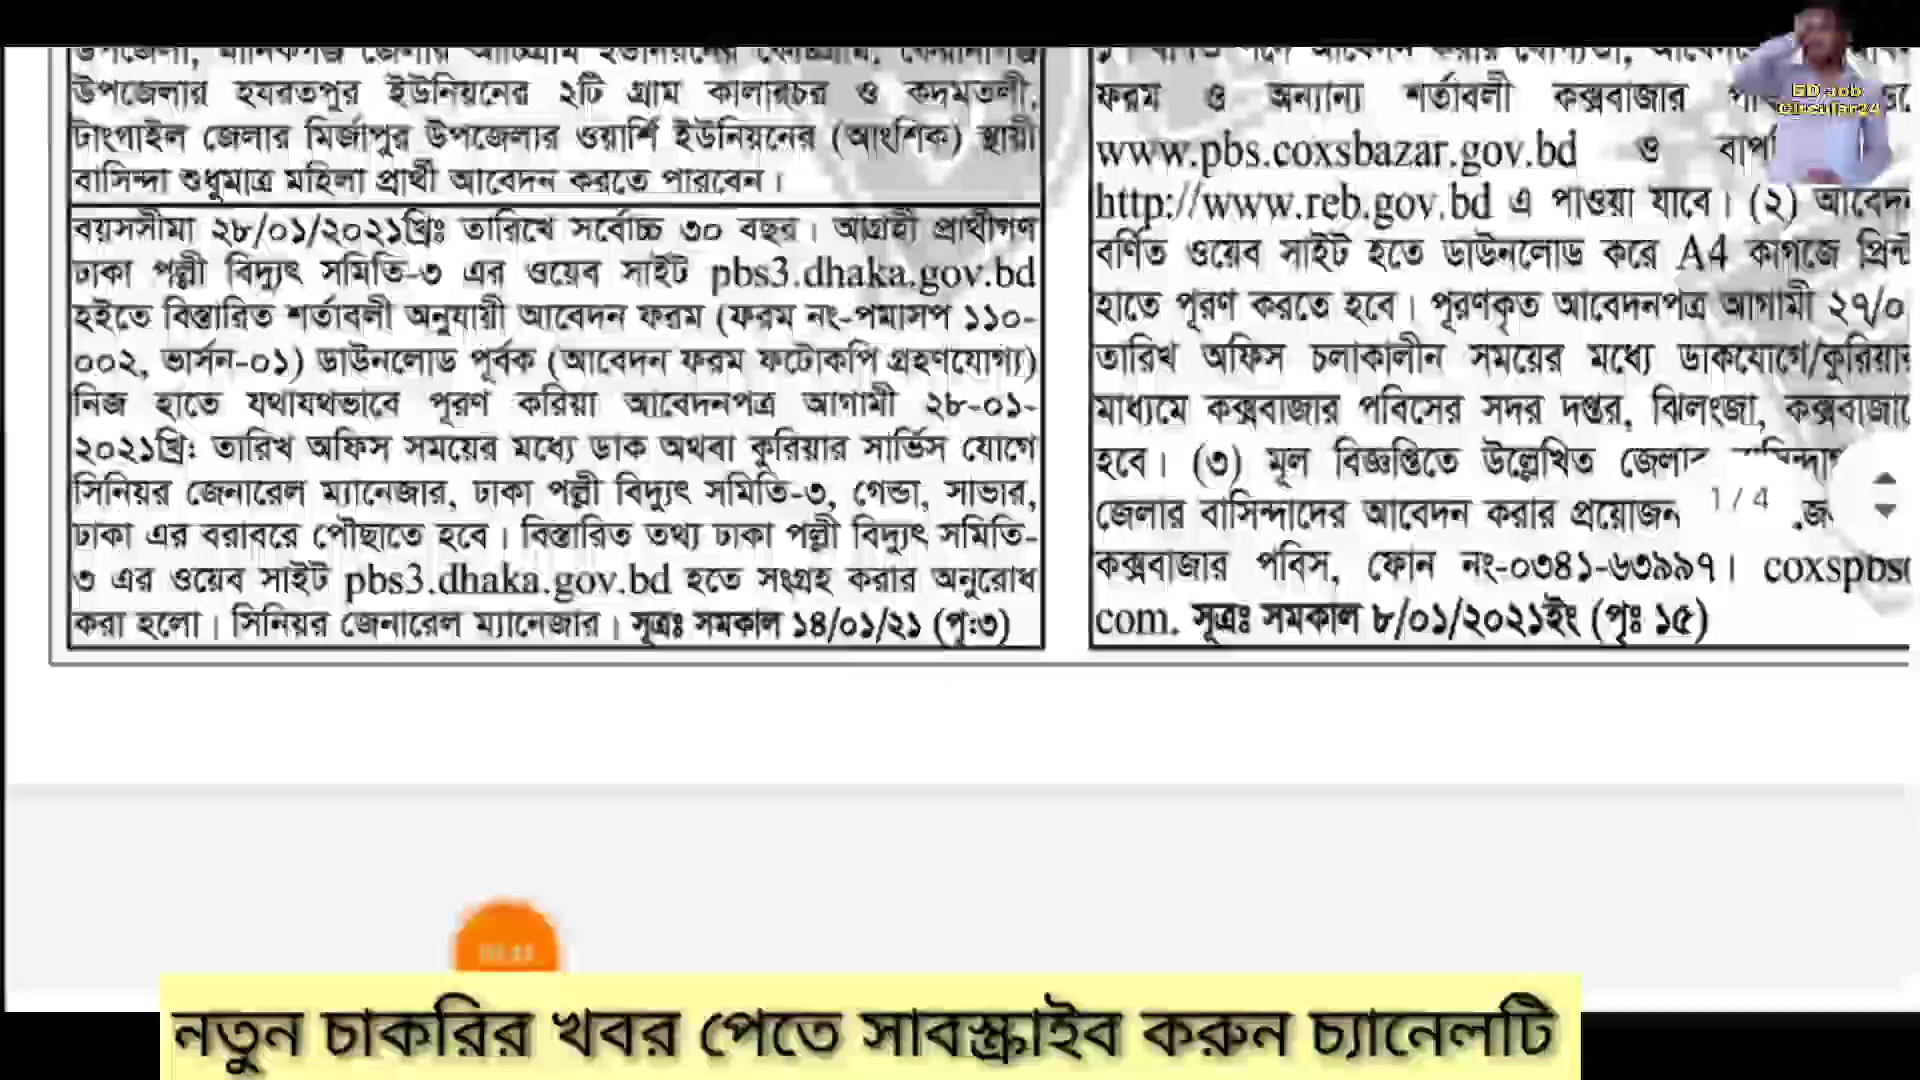 উপজেলার হযরতপুর ইউনিয়নের ২টি গ্রাম কালারচর ও কদমতলী,
টাংগাইল জেলার মির্জাপুর উপজেলার ওয়ার্শি ইউনিয়নের (আংশিক) স্থায়ী
বাসিন্দা শুধুমাত্র মহিলা প্রার্থী আবেদন করতে পারবেন।
বয়সসীমা ২৮/০১/২০২১খ্রিঃ তারিখে সর্বোচ্চ ৩০ বছর। আগ্রহী প্রার্থীগণ
ঢাকা পল্লী বিদ্যুৎ সমিতি-৩ এর ওয়েব সাইট pbs3.dhaka.gov.bd
হইতে বিস্তারিত শর্তাবলী অনুযায়ী আবেদন ফরম (ফরম নং-পমাসপ ১১০-
০০২, ভার্সন-০১) ডাউনলোড পূর্বক (আবেদন ফরম ফটোকপি গ্রহণযোগ্য)
নিজ হাতে যথাযথভাবে পূরণ করিয়া আবেদনপত্র আগামী ২৮-০১-
২০২১খ্রি: তারিখ অফিস সময়ের মধ্যে ডাক অথবা কুরিয়ার সার্ভিস যোগে
সিনিয়র জেনারেল ম্যানেজার, ঢাকা পল্লী বিদ্যুৎ সমিতি-৩, গেন্ডা, সাভার,
ঢাকা এর বরাবরে পৌছাতে হবে। বিস্তারিত তথ্য ঢাকা পল্লী বিদ্যুৎ সমিতি-
৩ এর ওয়েব সাইট pbs3.dhaka.gov.bd হতে সংগ্রহ করার অনুরোধ
করা হলো। সিনিয়র জেনারেল ম্যানেজার। সূত্রঃ সমকাল ১৪/০১/২১ (পৃ:৩)
ফরম ও অন্যান্য শর্তাবলী কক্সবাজার
www.pbs.coxsbazar.gov.bd ও
http://www.reb.gov.bd এ পাওয়া যাবে। (২)
বর্ণিত ওয়েব সাইট হতে ডাউনলোড করে A4 কাগজে
হাতে পূরণ করতে হবে। পূরণকৃত আবেদনপত্র আগামী ২৭/০
তারিখ অফিস চলাকালীন সময়ের মধ্যে ডাকযোগে/কুরিয়ার
মাধ্যমে কক্সবাজার পবিসের সদর দপ্তর, ঝিলংজা,
হবে। (৩) মূল বিজ্ঞপ্তিতে উল্লেখিত
জেলার বাসিন্দাদের আবেদন করার প্রয়োজন
কক্সবাজার পবিস, ফোন নং-০৩৪১-৬৩৯৯৭। coxspbs
com. সূত্রঃ সমকাল ৮/০১/২০২১ইং (পৃঃ ১৫)
1 / 4
BD Job
Circular24
নতুন চাকরির খবর পেতে সাবস্ক্রাইব করুন চ্যানেলটি